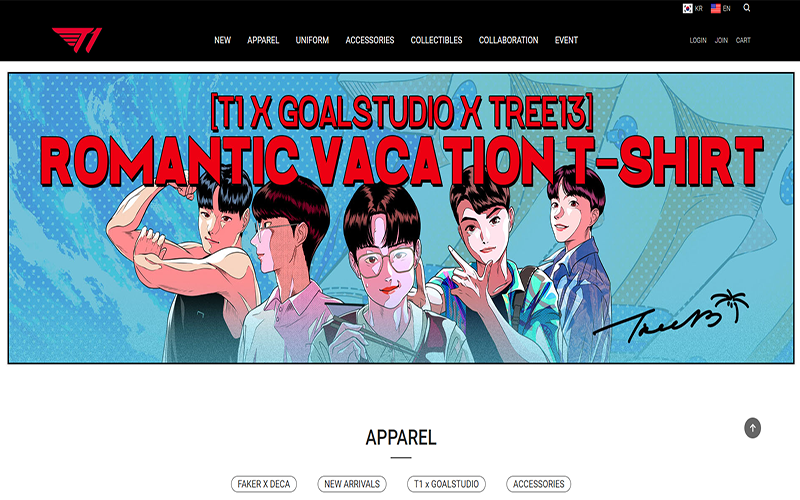 KR EN
T1
NEW APPAREL UNIFORM ACCESSORIES COLLECTIBLES COLLABORATION EVENT
LOGIN JOIN CART
[T1 X GOALSTUDIO X TREE13]
ROMANTIC VACATION T-SHIRT
Tree13
APPAREL
FAKER X DECA NEW ARRIVALS T1 x GOALSTUDIO ACCESSORIES